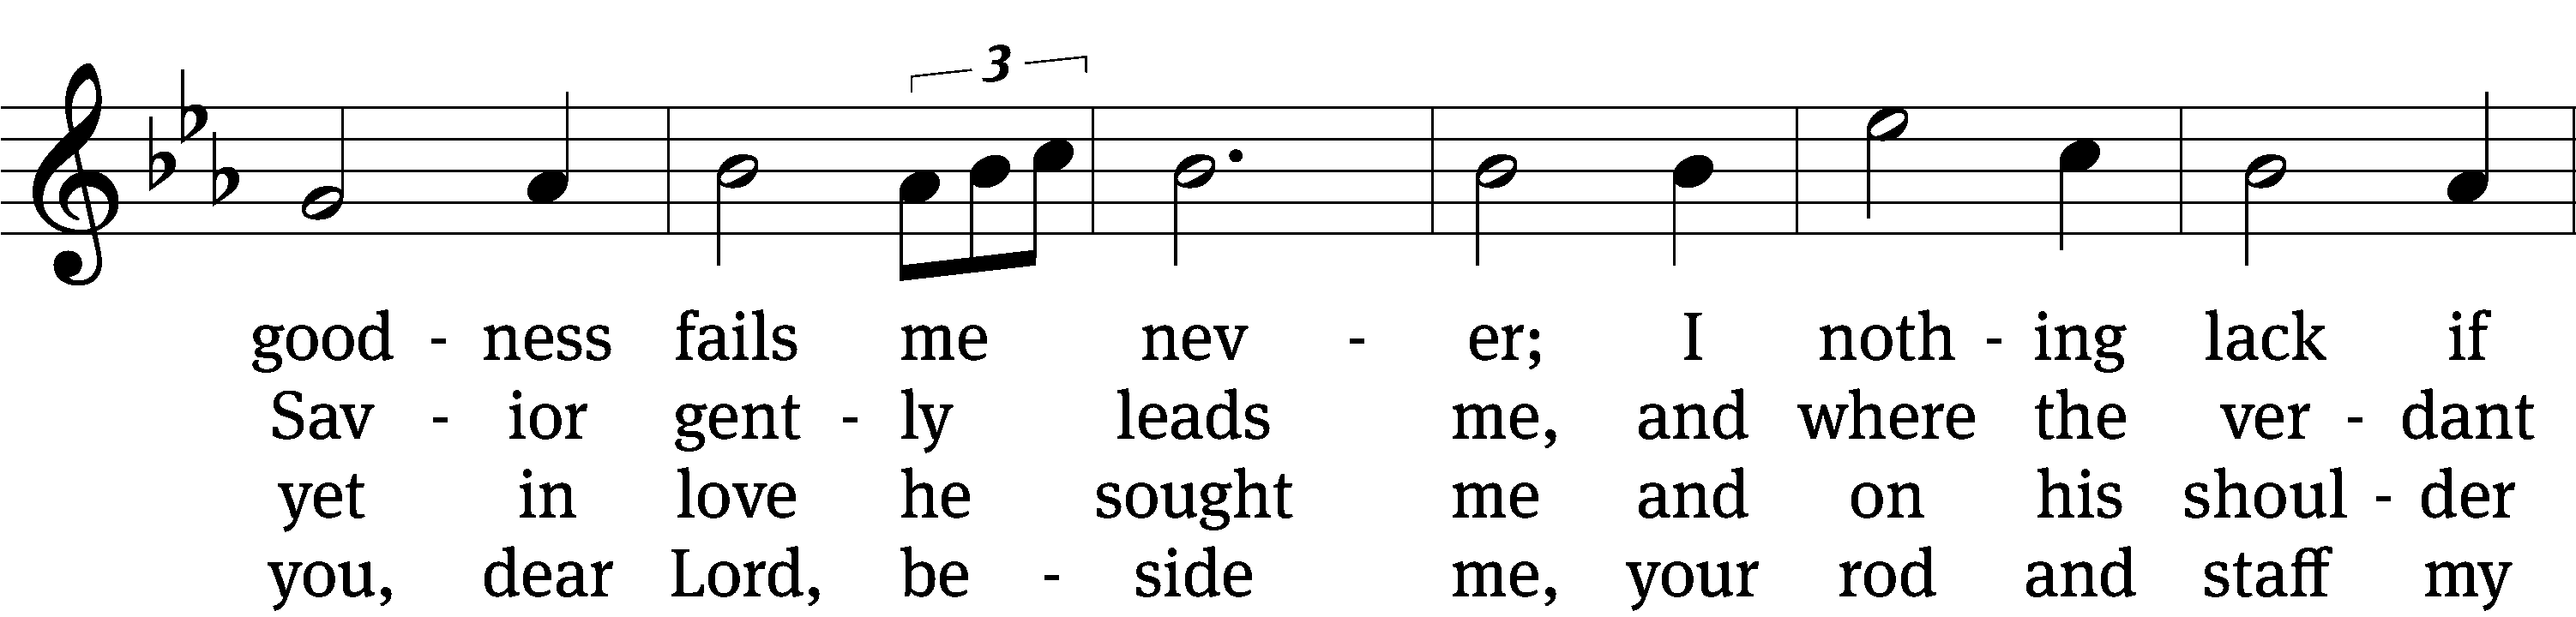 3
good - ness fails me nev - er; I noth - ing lack if
Sav - ior gent - ly leads me, and where the ver - dant
yet in love he sought me and on his shoul - der
you, dear Lord, be - side me, your rod and staff my